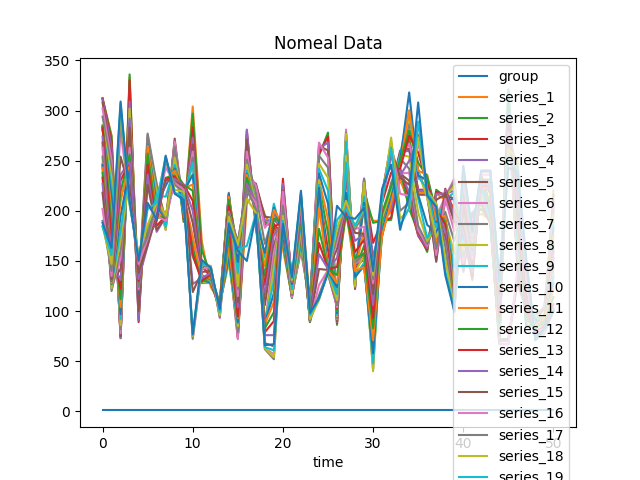 Nomeal Data
350
300
250
200
150
100
50
0
0 10 20 30 40 50
time
group
series_1
series_2
series_3
series_4
series_5
series_6
series_7
series_8
series_9
series_10
series_11
series_12
series_13
series_14
series_15
series_16
series_17
series_18
series_19